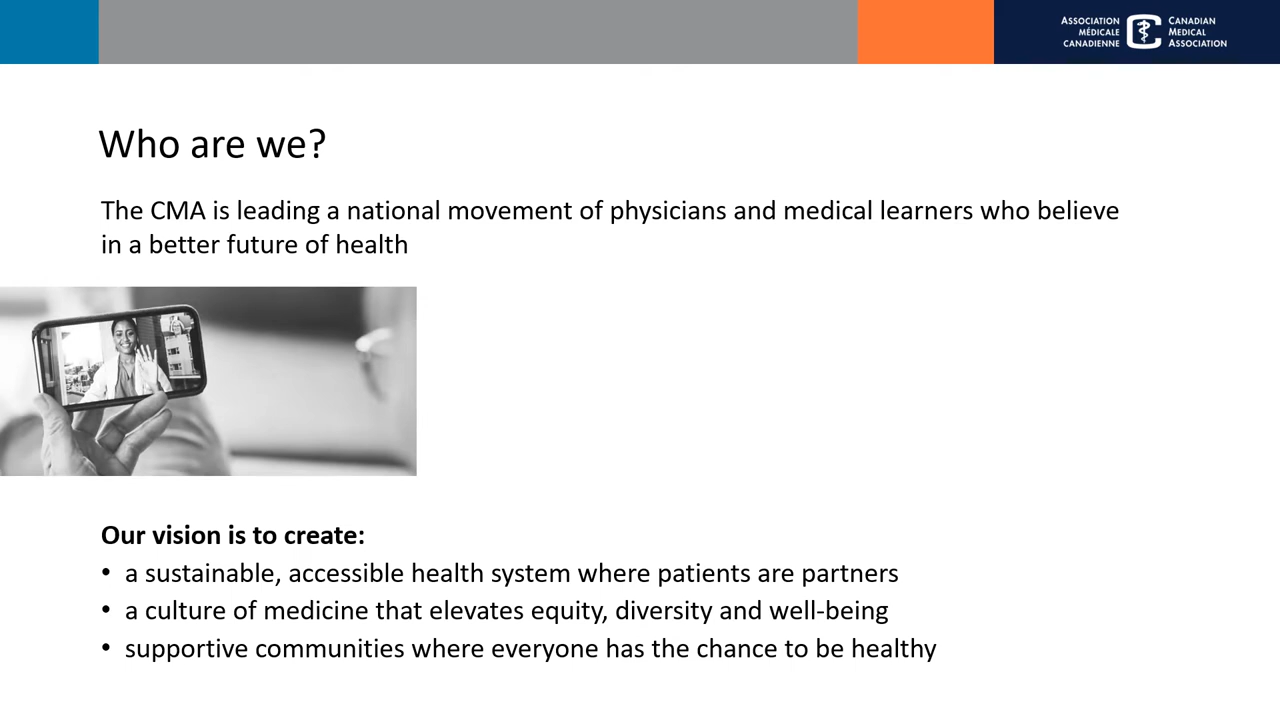 ASSOCIATION
MÉDICALE
CANADIENNE
CANADIAN
MEDICAL
ASSOCIATION
Who are we?
The CMA is leading a national movement of physicians and medical learners who believe
in a better future of health
Our vision is to create:
• a sustainable, accessible health system where patients are partners
• a culture of medicine that elevates equity, diversity and well-being
• supportive communities where everyone has the chance to be healthy